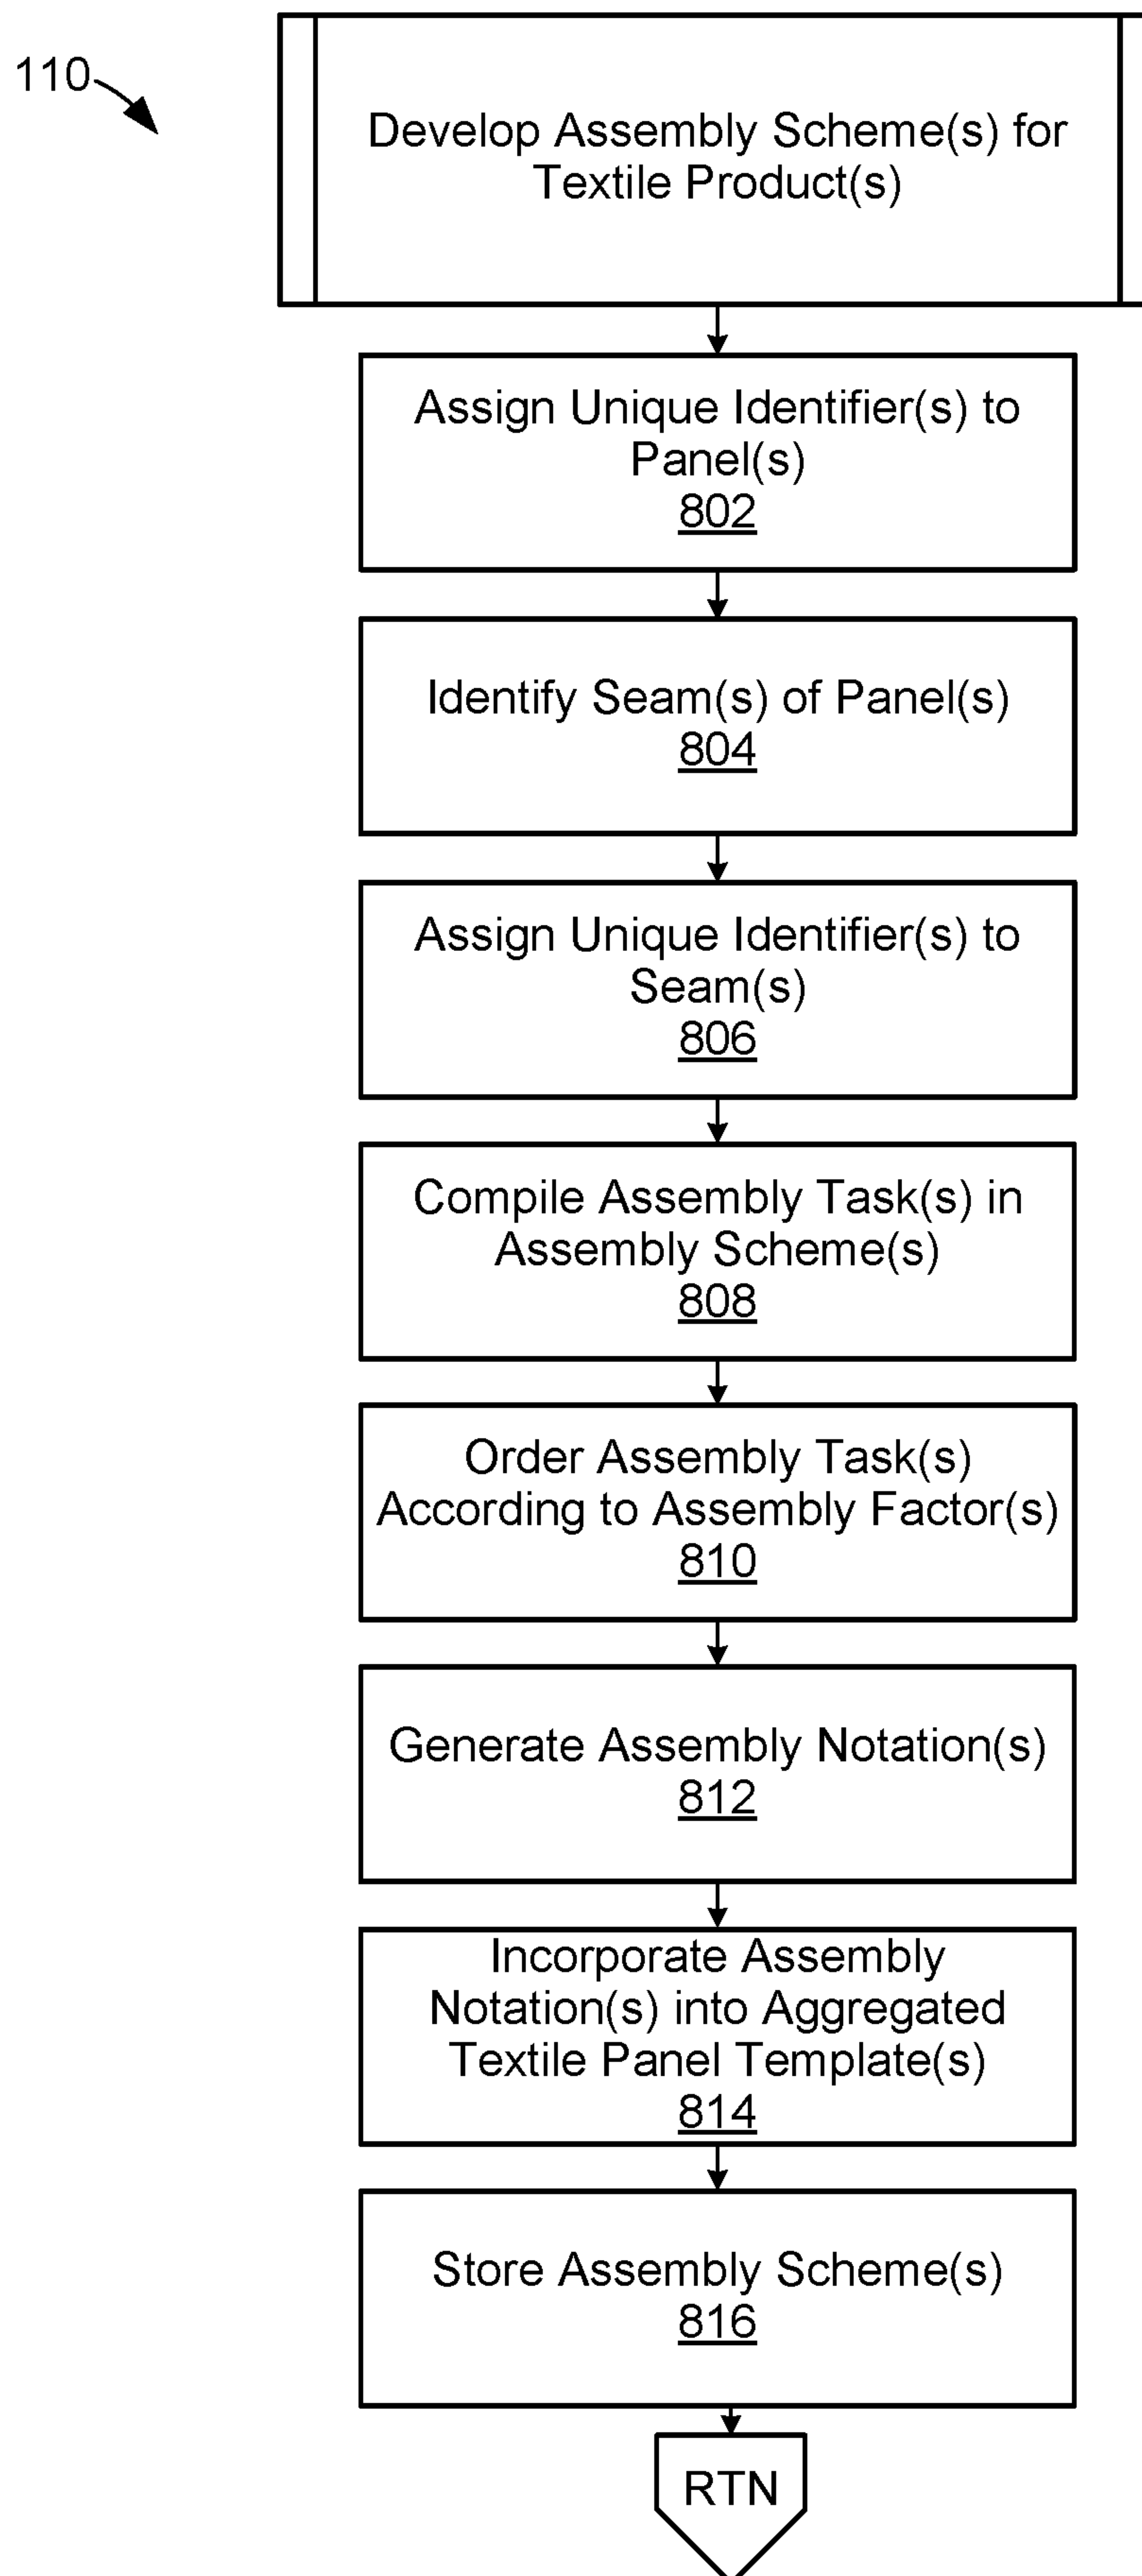 110
Develop Assembly Scheme(s) for
Textile Product(s)
Assign Unique Identifier(s) to
Panel(s)
802
Identify Seam(s) of Panel(s)
804
Assign Unique Identifier(s) to
Seam(s)
806
Compile Assembly Task(s) in
Assembly Scheme(s)
808
Order Assembly Task(s)
According to Assembly Factor(s)
810
Generate Assembly Notation(s)
812
Incorporate Assembly
Notation(s) into Aggregated
Textile Panel Template(s)
814
Store Assembly Scheme(s)
816
RTN